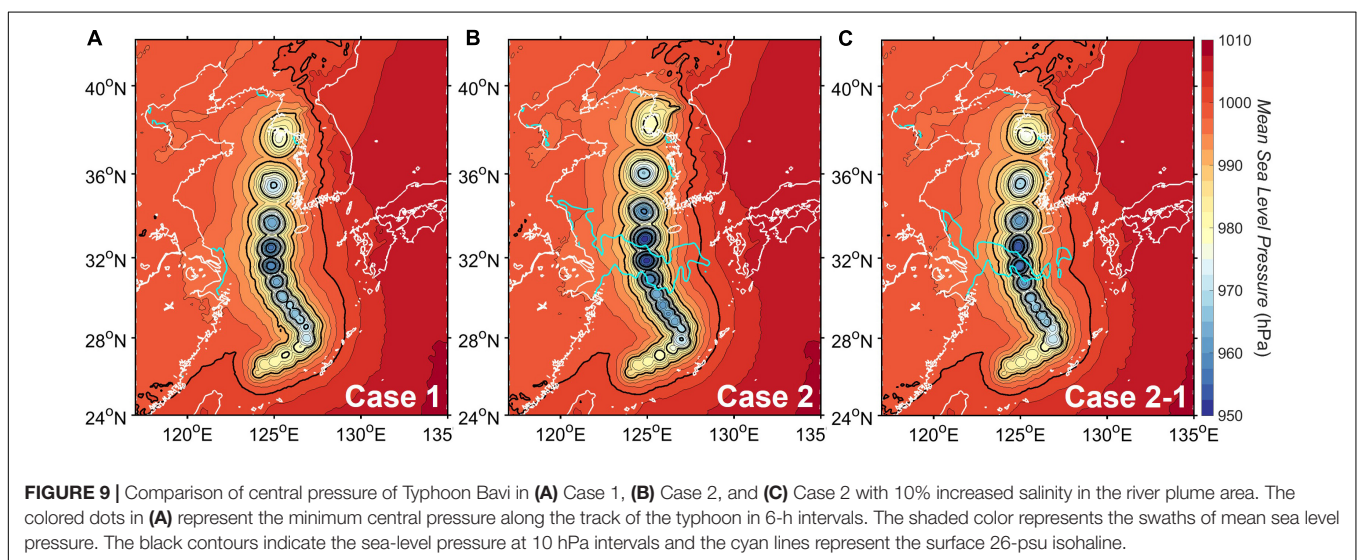 A
B
C
40°N
36°N
32°N
28°N
24°N
120°E
125°E
130°E
135
Case 1
40°N
36°N
32°N
28°N
24°N
120°E
125°E
130°E
135
Case 2
40°N
36°N
32°N
28°N
24°N
120°E
125°E
130°E
135°E
Case 2-1
1010
1000
990
980
970
960
950
Mean Sea Level Pressure (hPa)
FIGURE 9 | Comparison of central pressure of Typhoon Bavi in (A) Case 1, (B) Case 2, and (C) Case 2 with 10% increased salinity in the river plume area. The
colored dots in (A) represent the minimum central pressure along the track of the typhoon in 6-h intervals. The shaded color represents the swaths of mean sea level
pressure. The black contours indicate the sea-level pressure at 10 hPa intervals and the cyan lines represent the surface 26-psu isohaline.